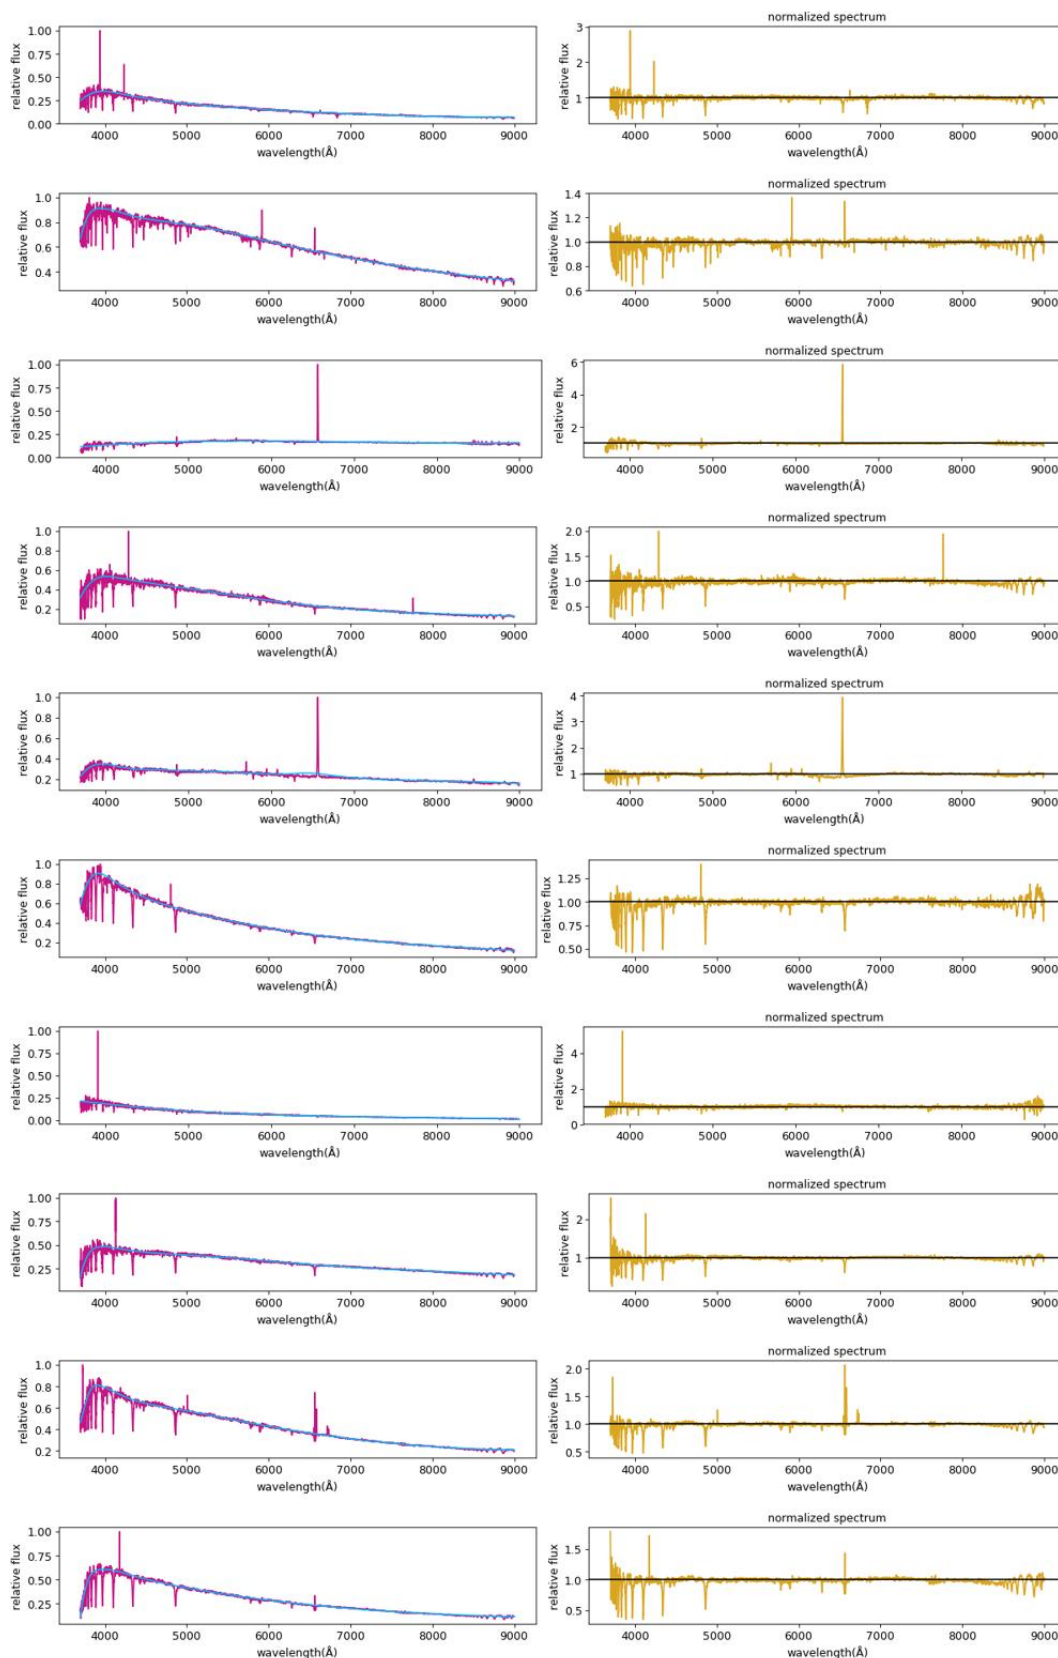 relative flux
1.00
0.75
0.50
0.25
0.00
4000 5000 6000 7000 8000 9000
wavelength(Å)
normalized spectrum
relative flux
3
2
1
4000 5000 6000 7000 8000 9000
wavelength(Å)
relative flux
1.0
0.8
0.6
0.4
4000 5000 6000 7000 8000 9000
wavelength(Å)
normalized spectrum
relative flux
1.4
1.2
1.0
0.8
0.6
4000 5000 6000 7000 8000 9000
wavelength(Å)
relative flux
1.00
0.75
0.50
0.25
0.00
4000 5000 6000 7000 8000 9000
wavelength(Å)
normalized spectrum
relative flux
6
4
2
4000 5000 6000 7000 8000 9000
wavelength(Å)
relative flux
1.0
0.8
0.6
0.4
0.2
4000 5000 6000 7000 8000 9000
wavelength(Å)
normalized spectrum
relative flux
2.0
1.5
1.0
0.5
4000 5000 6000 7000 8000 9000
wavelength(Å)
relative flux
1.0
0.8
0.6
0.4
0.2
4000 5000 6000 7000 8000 9000
wavelength(Å)
normalized spectrum
relative flux
4
3
2
1
4000 5000 6000 7000 8000 9000
wavelength(Å)
relative flux
1.0
0.8
0.6
0.4
0.2
4000 5000 6000 7000 8000 9000
wavelength(Å)
normalized spectrum
relative flux
1.25
1.00
0.75
0.50
4000 5000 6000 7000 8000 9000
wavelength(Å)
relative flux
1.00
0.75
0.50
0.25
0.00
4000 5000 6000 7000 8000 9000
wavelength(Å)
normalized spectrum
relative flux
4
2
0
4000 5000 6000 7000 8000 9000
wavelength(Å)
relative flux
1.00
0.75
0.50
0.25
4000 5000 6000 7000 8000 9000
wavelength(Å)
normalized spectrum
relative flux
2
1
4000 5000 6000 7000 8000 9000
wavelength(Å)
relative flux
1.0
0.8
0.6
0.4
0.2
4000 5000 6000 7000 8000 9000
wavelength(Å)
normalized spectrum
relative flux
2.0
1.5
1.0
0.5
4000 5000 6000 7000 8000 9000
wavelength(Å)
relative flux
1.00
0.75
0.50
0.25
4000 5000 6000 7000 8000 9000
wavelength(Å)
normalized spectrum
relative flux
1.5
1.0
0.5
4000 5000 6000 7000 8000 9000
wavelength(Å)